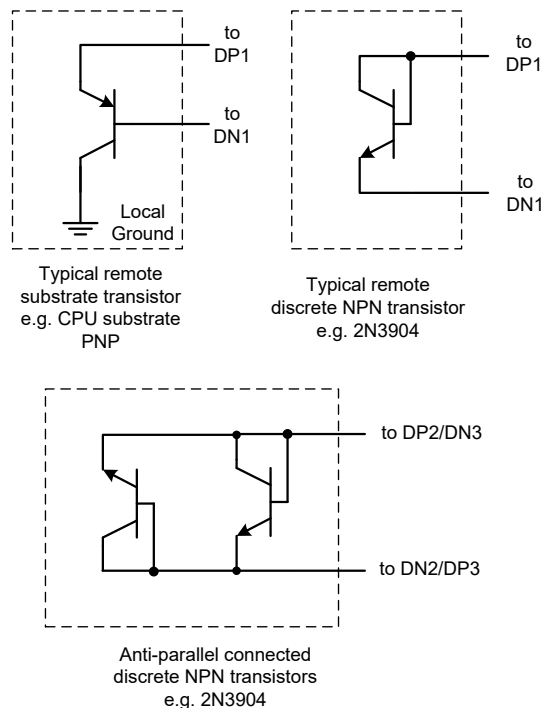 to
DP1
to
DN1
Local
Ground
Typical remote
substrate transistor
e.g. CPU substrate
PNP
to
DP1
to
DN1
Typical remote
discrete NPN transistor
e.g. 2N3904
to DP2/DN3
to DN2/DP3
Anti-parallel connected
discrete NPN transistors
e.g. 2N3904